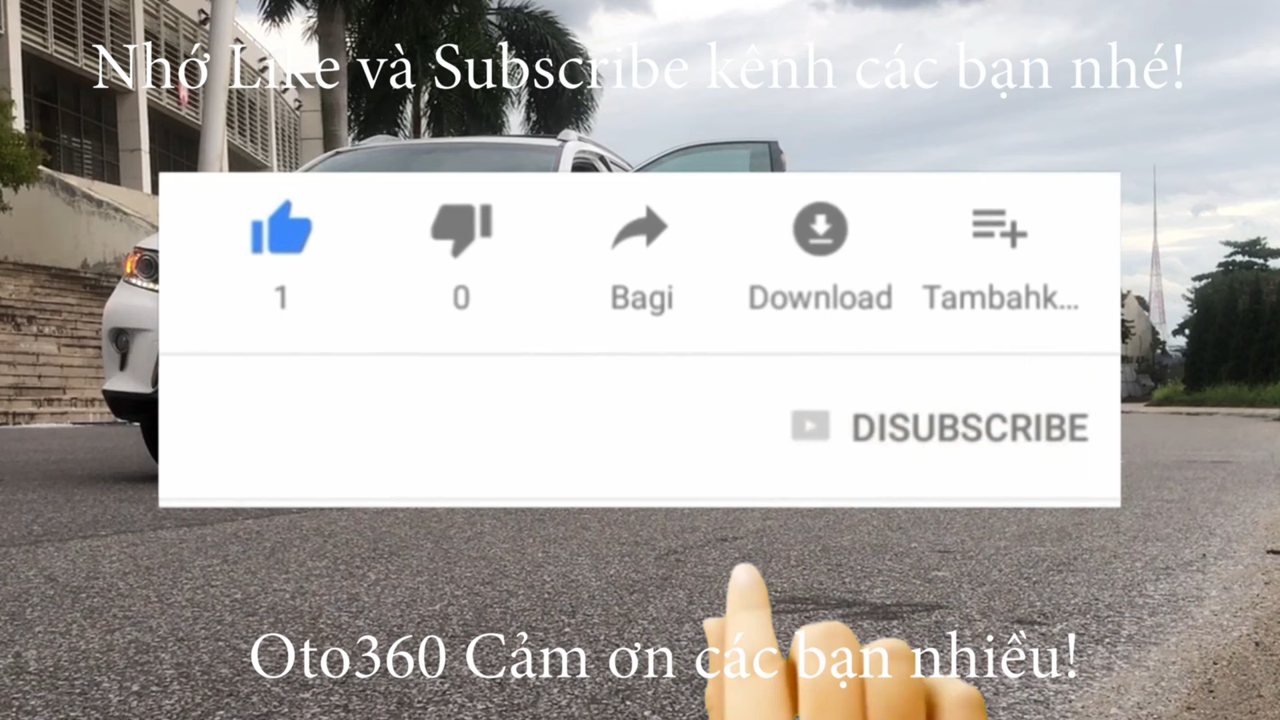 Nhớ Like và Subscribe kênh các bạn nhé!
1 0 Bagi Download Tambahk...
DISUBSCRIBE
Oto360 Cảm ơn các bạn nhiều!